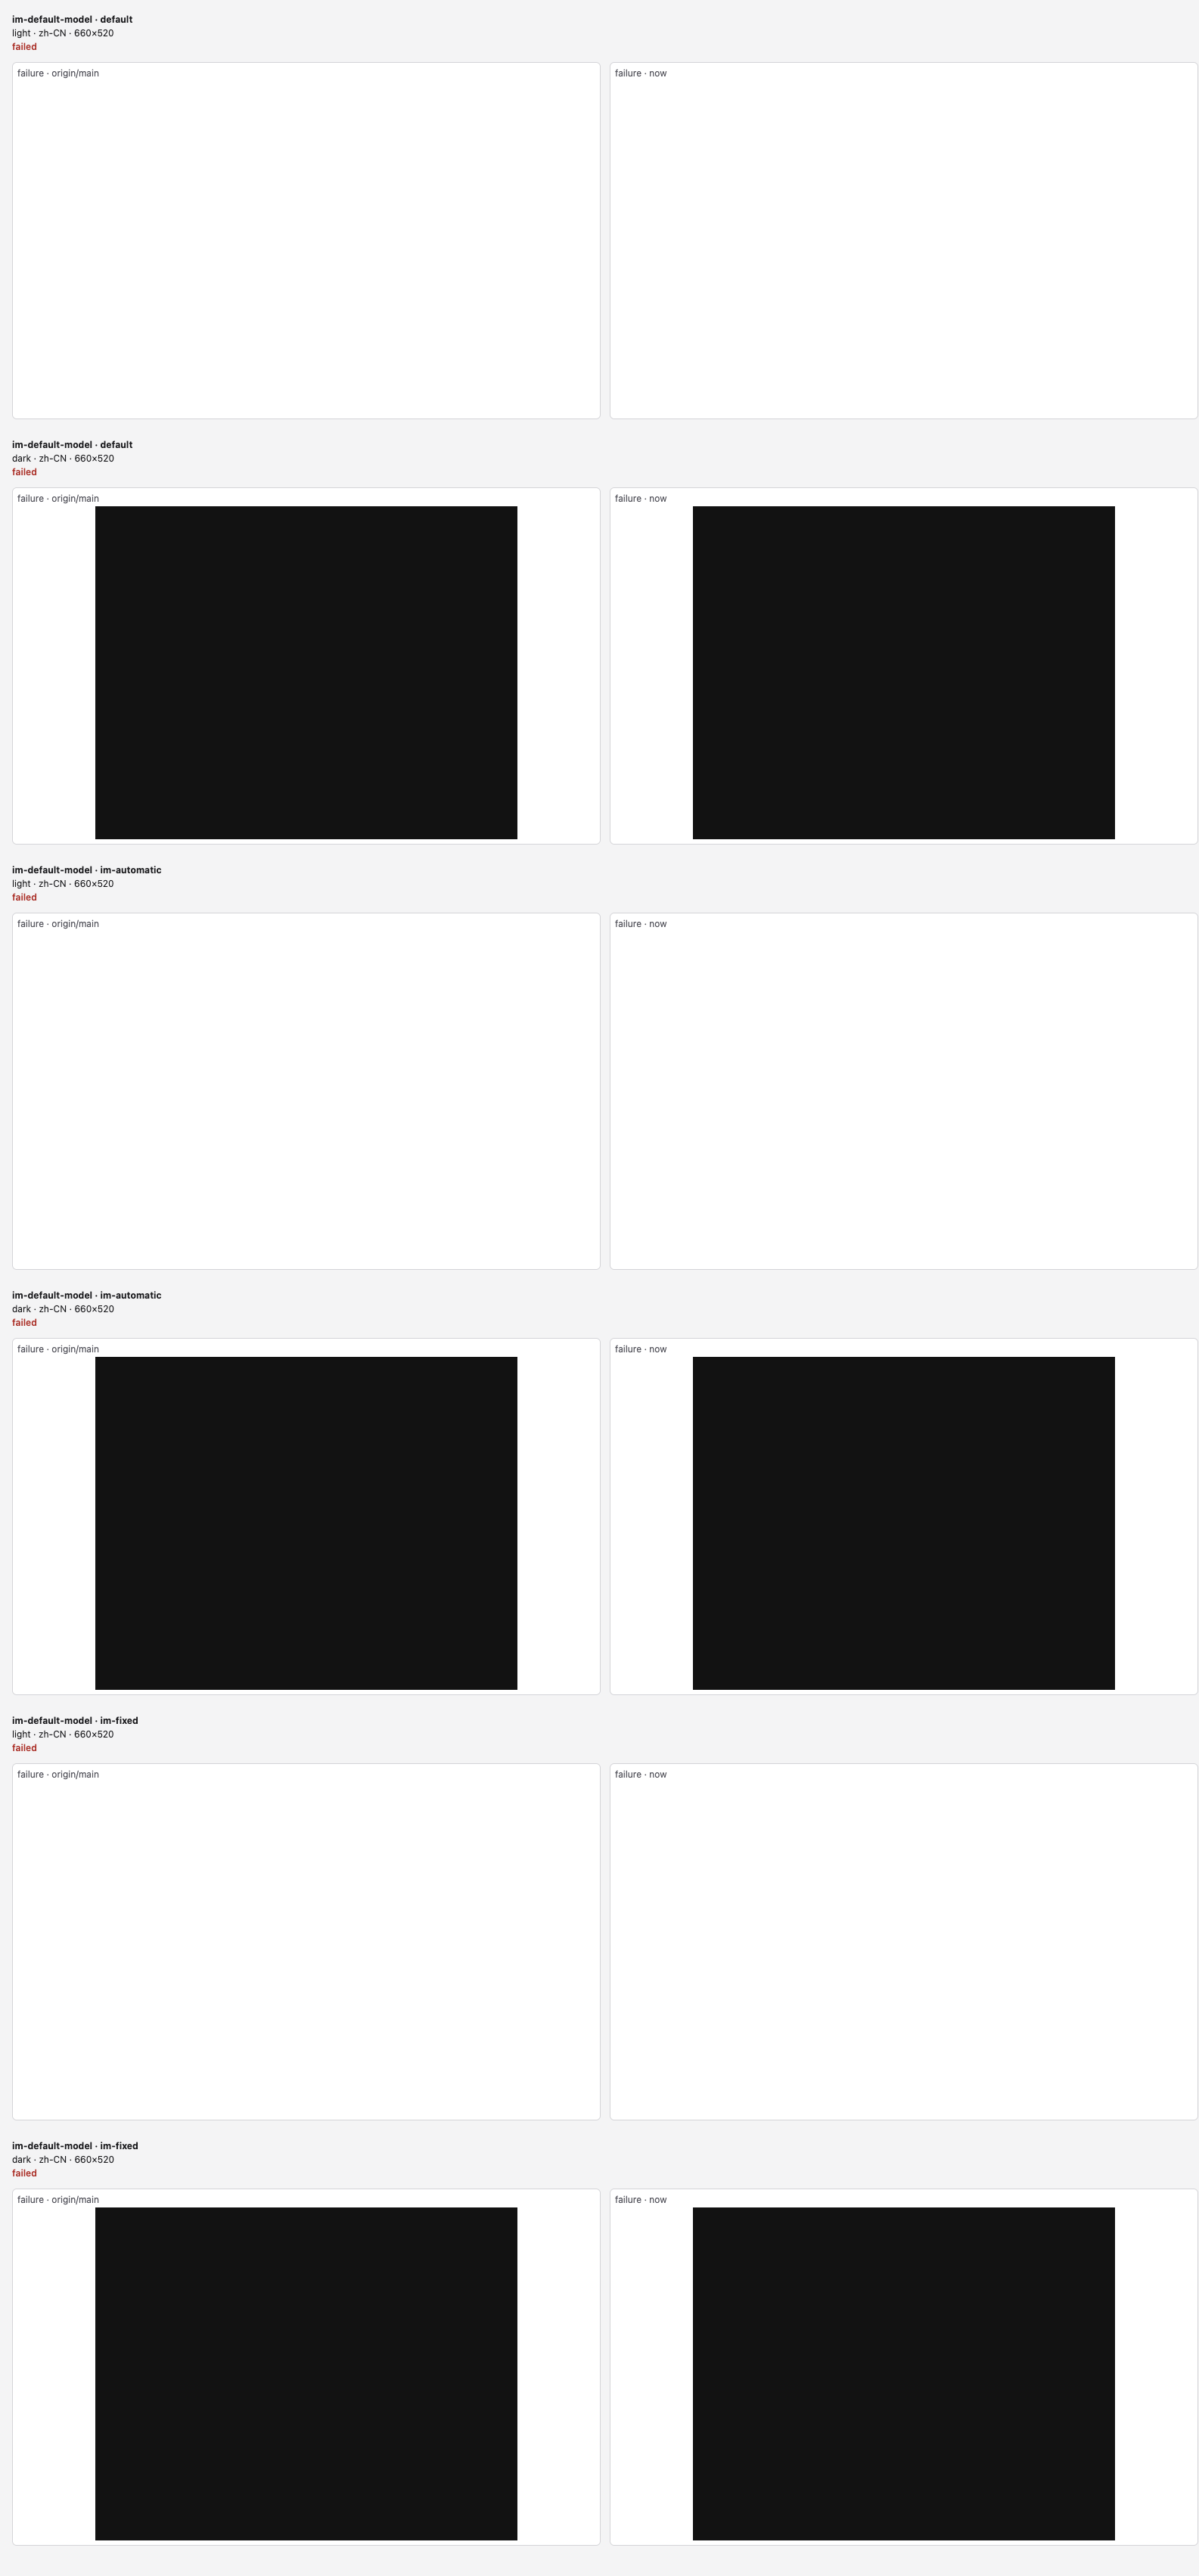 im-default-model · default
light · zh-CN · 660×520
failed
failure · origin/main
failure · now
im-default-model · default
dark · zh-CN · 660×520
failed
failure · origin/main
failure · now
im-default-model · im-automatic
light · zh-CN · 660×520
failed
failure · origin/main
failure · now
im-default-model · im-automatic
dark · zh-CN · 660×520
failed
failure · origin/main
failure · now
im-default-model · im-fixed
light · zh-CN · 660×520
failed
failure · origin/main
failure · now
im-default-model · im-fixed
dark · zh-CN · 660×520
failed
failure · origin/main
failure · now